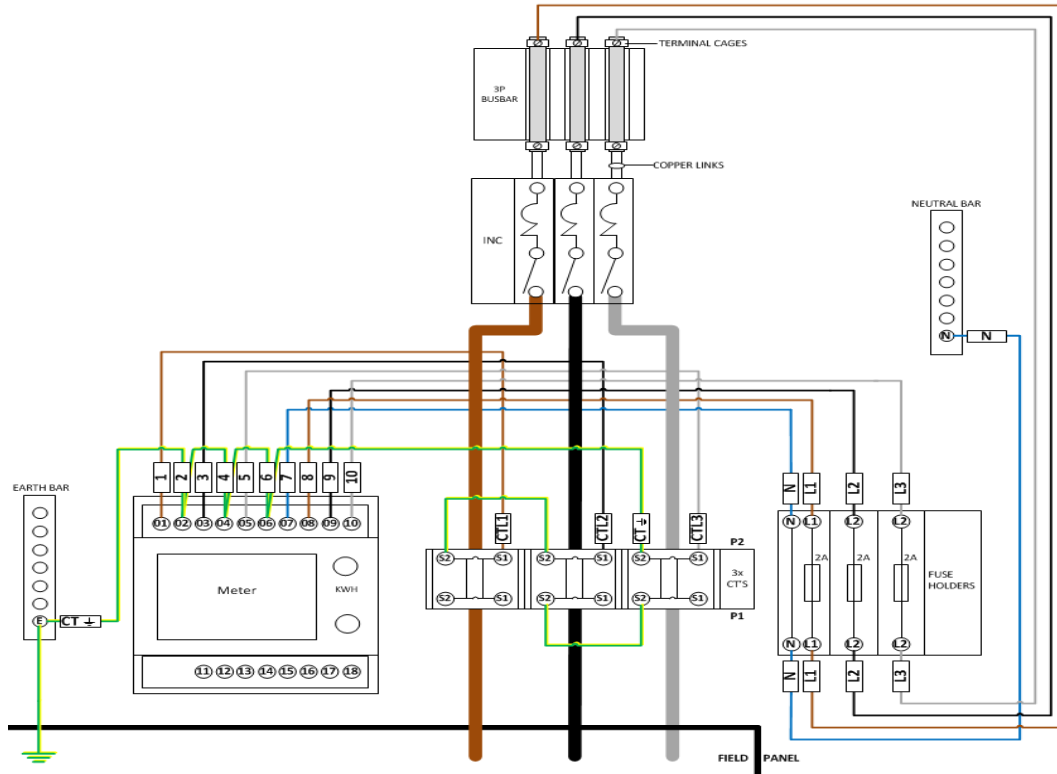 TERMINAL CAGES
3P
BUSBAR
COPPER LINKS
INC
NEUTRAL BAR
N N
1 2 3 4 5 6 7 8 9 10
EARTH BAR
01 02 03 04 05 06 07 08 09 10
Meter
KWH
E CT
11 12 13 14 15 16 17 18
CTL1 CTL2 CT CTL3
P2
S2 S1 S2 S1 S2 S1
3x
CT'S
S2 S1 S2 S1 S2 S1
P1
N L1 L2 L3
N L1 L2 L2
2A 2A 2A
FUSE
HOLDERS
N L1 L2 L2
N L1 L2 L3
FIELD PANEL